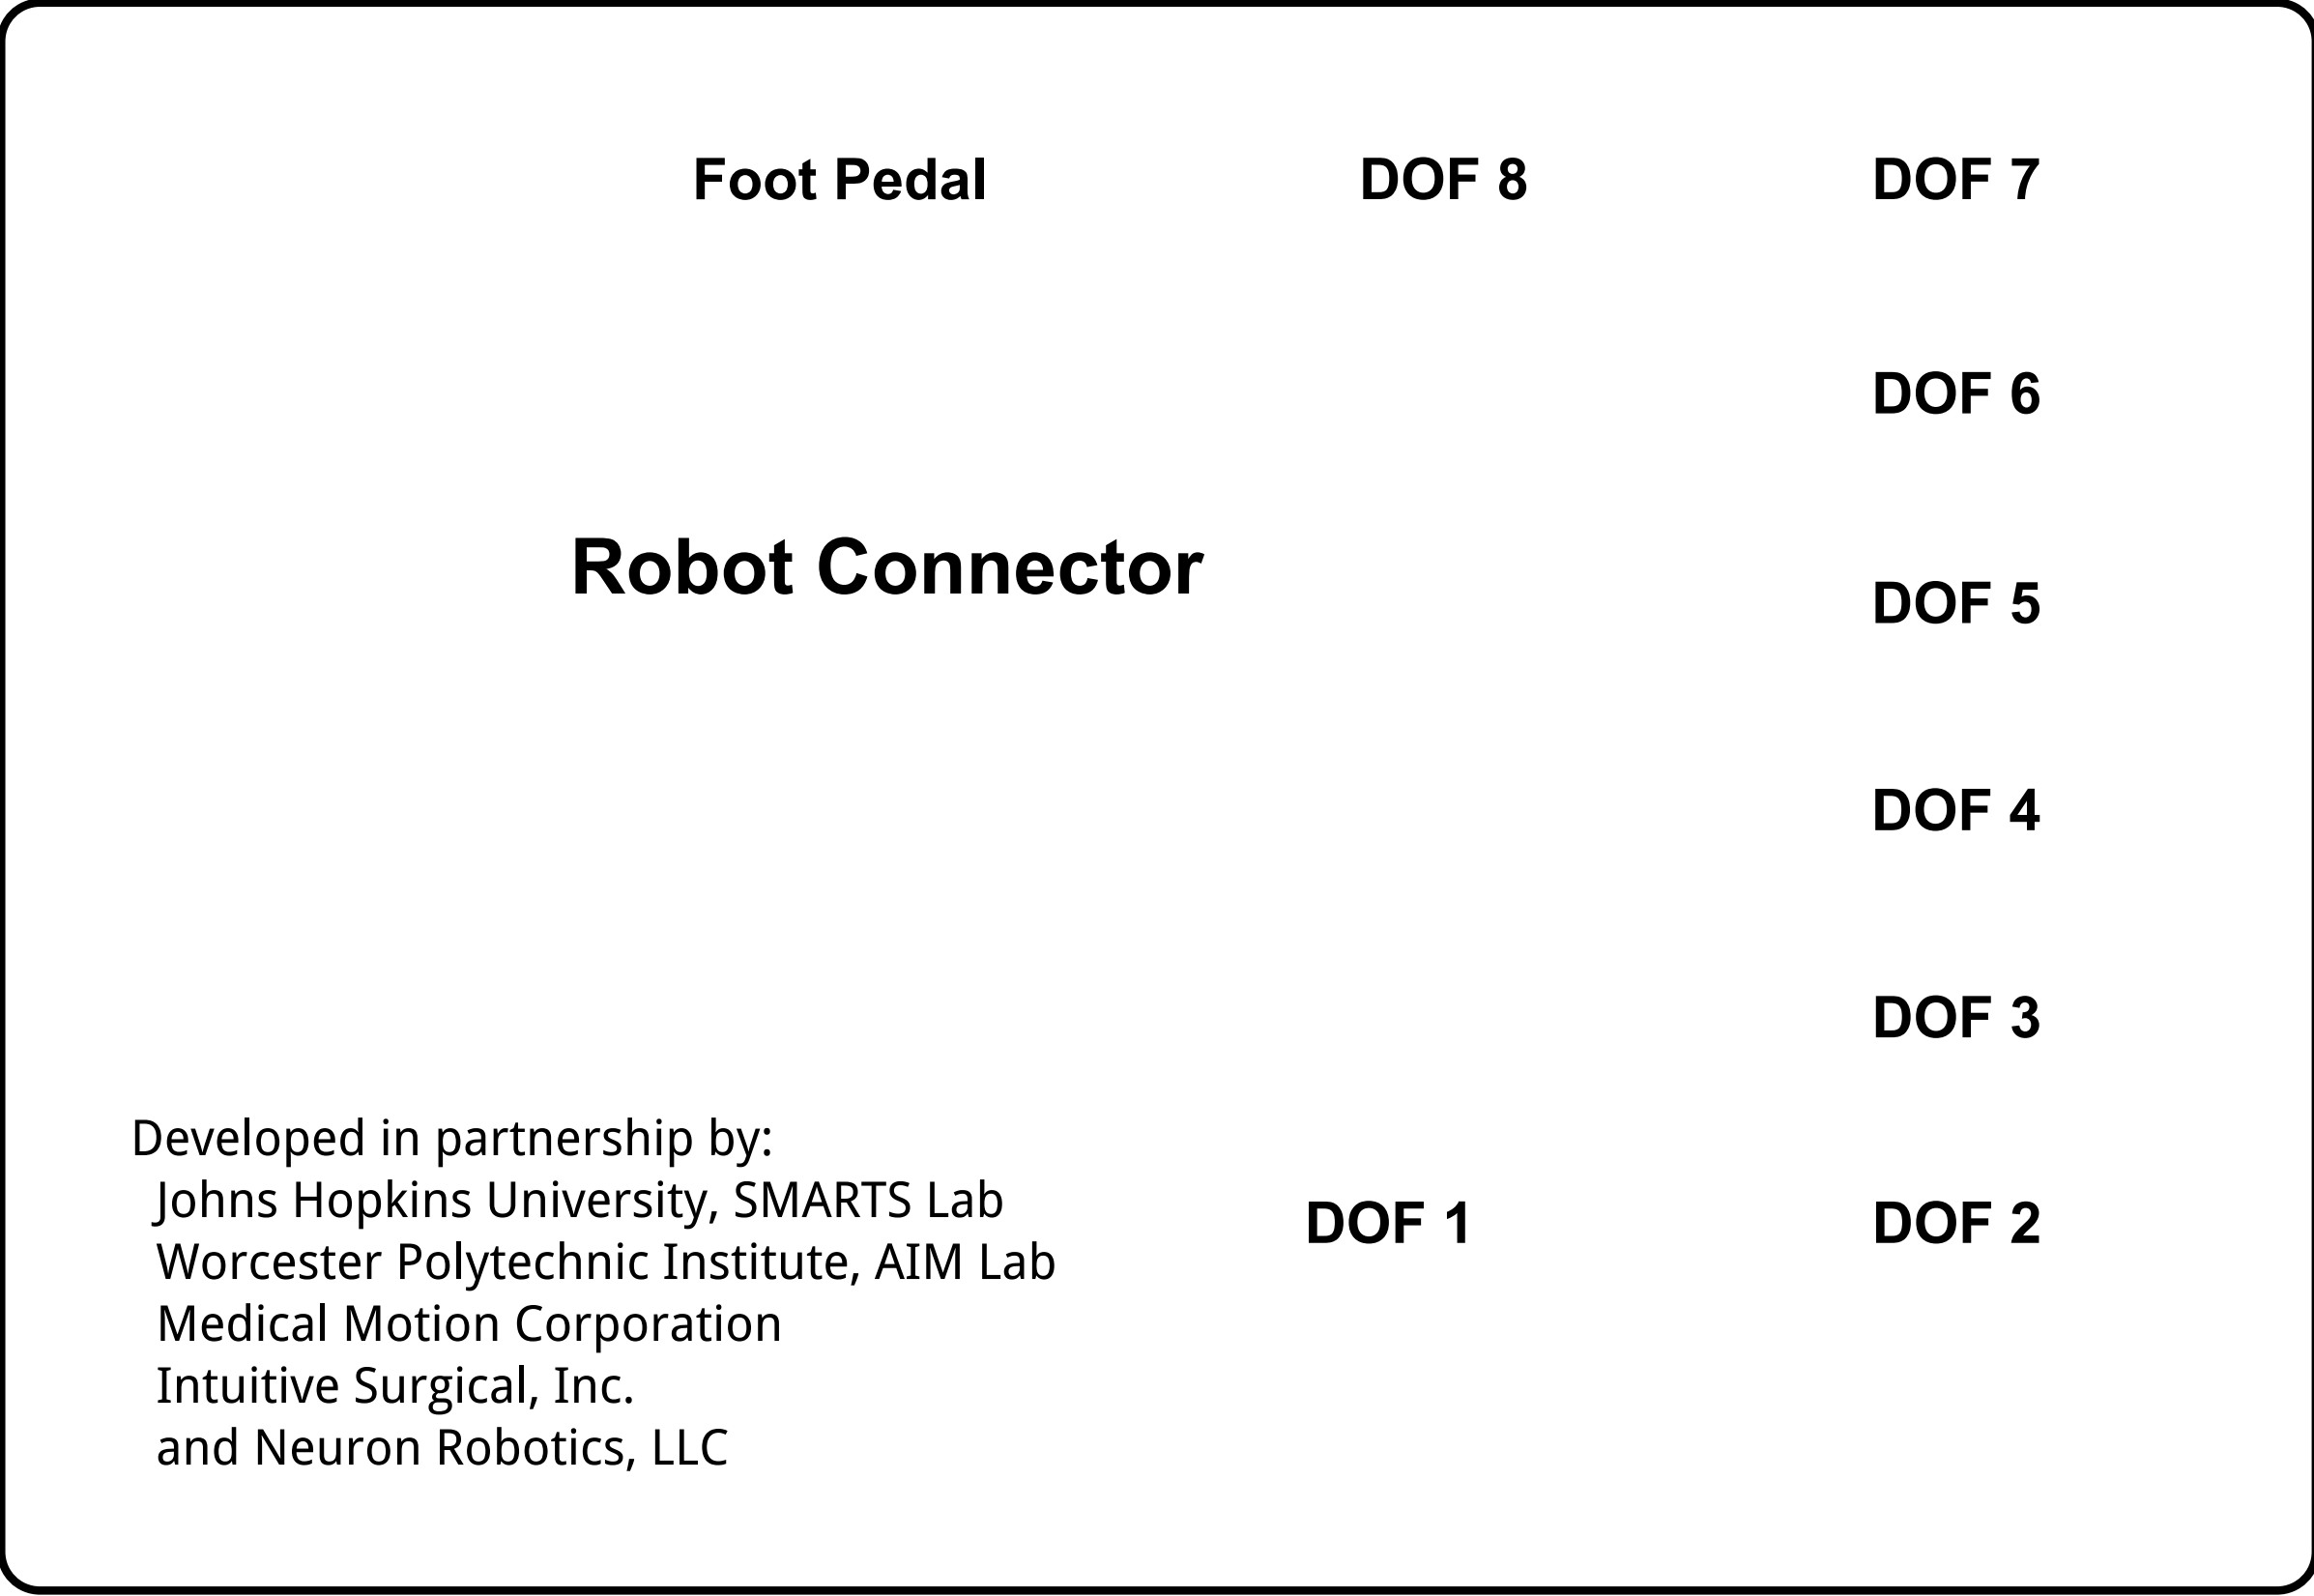 Foot Pedal DOF 8 DOF 7
DOF 6
Robot Connector
DOF 5
DOF 4
DOF 3
Developed in partnership by:
Johns Hopkins University, SMARTS Lab
DOF 1 DOF 2
Worcester Polytechnic Institute, AIM Lab
Medical Motion Corporation
Intuitive Surgical, Inc.
and Neuron Robotics, LLC